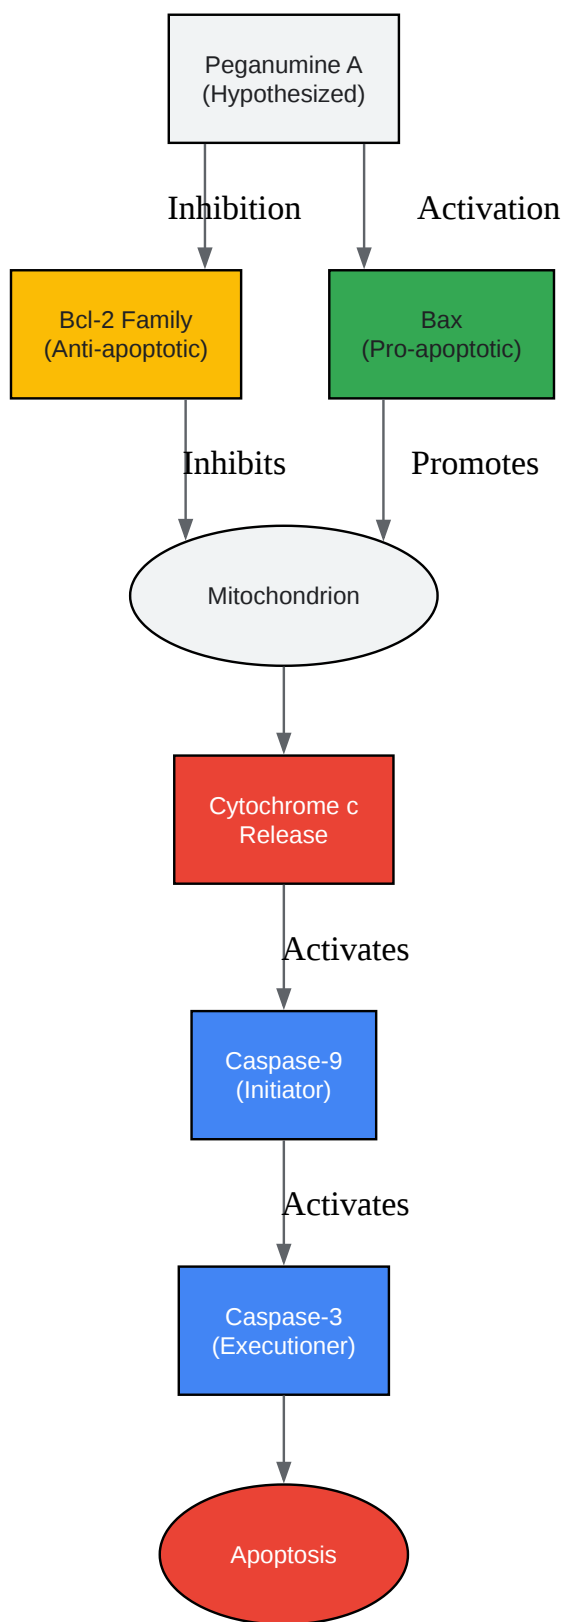 Peganumine A
(Hypothesized)
Inhibition
Activation
Bcl-2 Family
(Anti-apoptotic)
Bax
(Pro-apoptotic)
Inhibits
Promotes
Mitochondrion
Cytochrome c
Release
Activates
Caspase-9
(Initiator)
Activates
Caspase-3
(Executioner)
Apoptosis